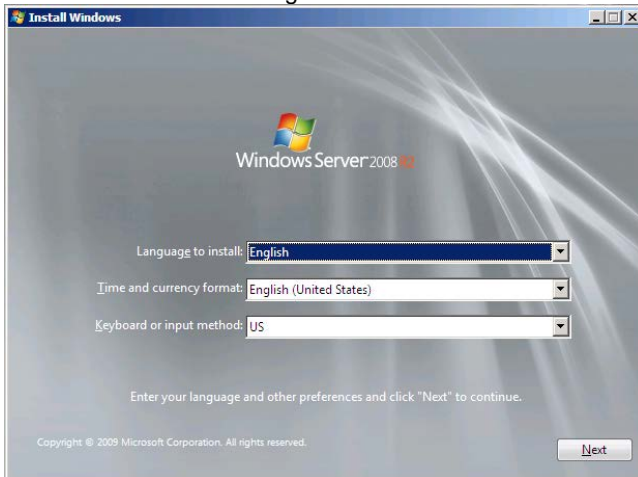 Install Windows
Windows Server 2008 R2
Language to install: English
Time and currency format: English (United States)
Keyboard or input method: US
Enter your language and other preferences and click "Next" to continue.
Copyright © 2009 Microsoft Corporation. All rights reserved.
Next